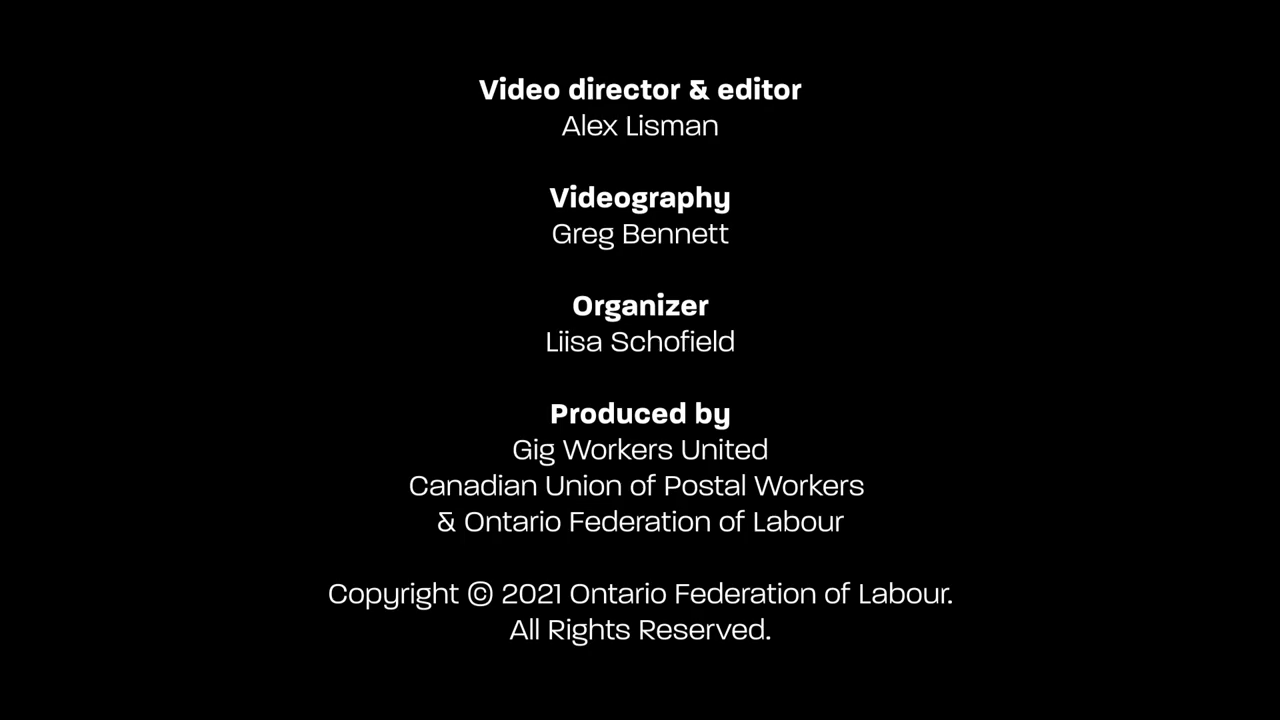 Video director & editor
Alex Lisman
Videography
Greg Bennett
Organizer
Liisa Schofield
Produced by
Gig Workers United
Canadian Union of Postal Workers
& Ontario Federation of Labour
Copyright © 2021 Ontario Federation of Labour.
All Rights Reserved.